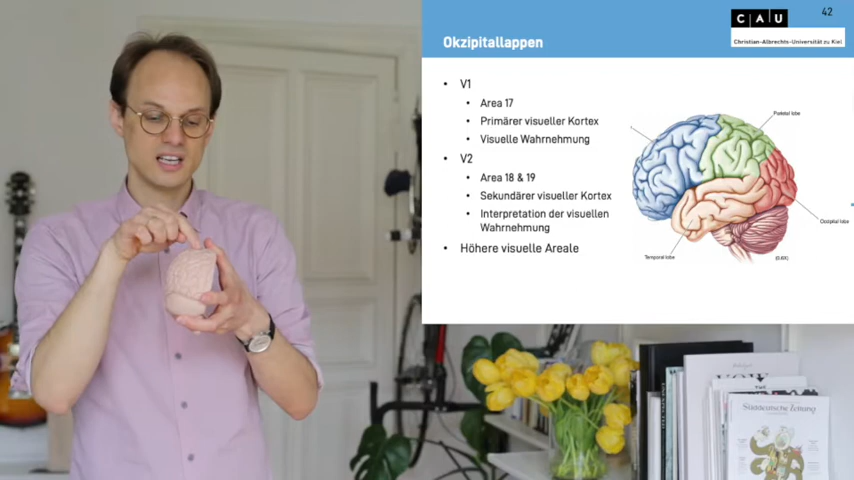 42
Okzipitallappen
CAU
Christian-Albrechts-Universität zu Kiel
• V1
• Area 17
• Primärer visueller Kortex
• Visuelle Wahrnehmung
• V2
• Area 18 & 19
• Sekundärer visueller Kortex
• Interpretation der visuellen
Wahrnehmung
• Höhere visuelle Areale
Parietal lobe
Occipital lobe
Temporal lobe
(0.6X)
Süddeutsche Zeitung